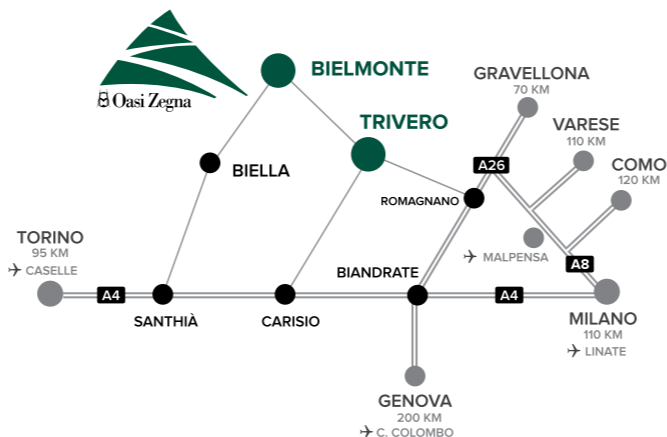 Oasi Zegna
BIELMONTE
GRAVELLONA
70 KM
TRIVERO
VARESE
110 KM
A26
COMO
120 KM
BIELLA
ROMAGNANO
TORINO
95 KM
CASELLE
MALPENSA
A8
BIANDRATE
A4
A4
SANTHIÀ
CARISIO
MILANO
110 KM
LINATE
GENOVA
200 KM
C. COLOMBO